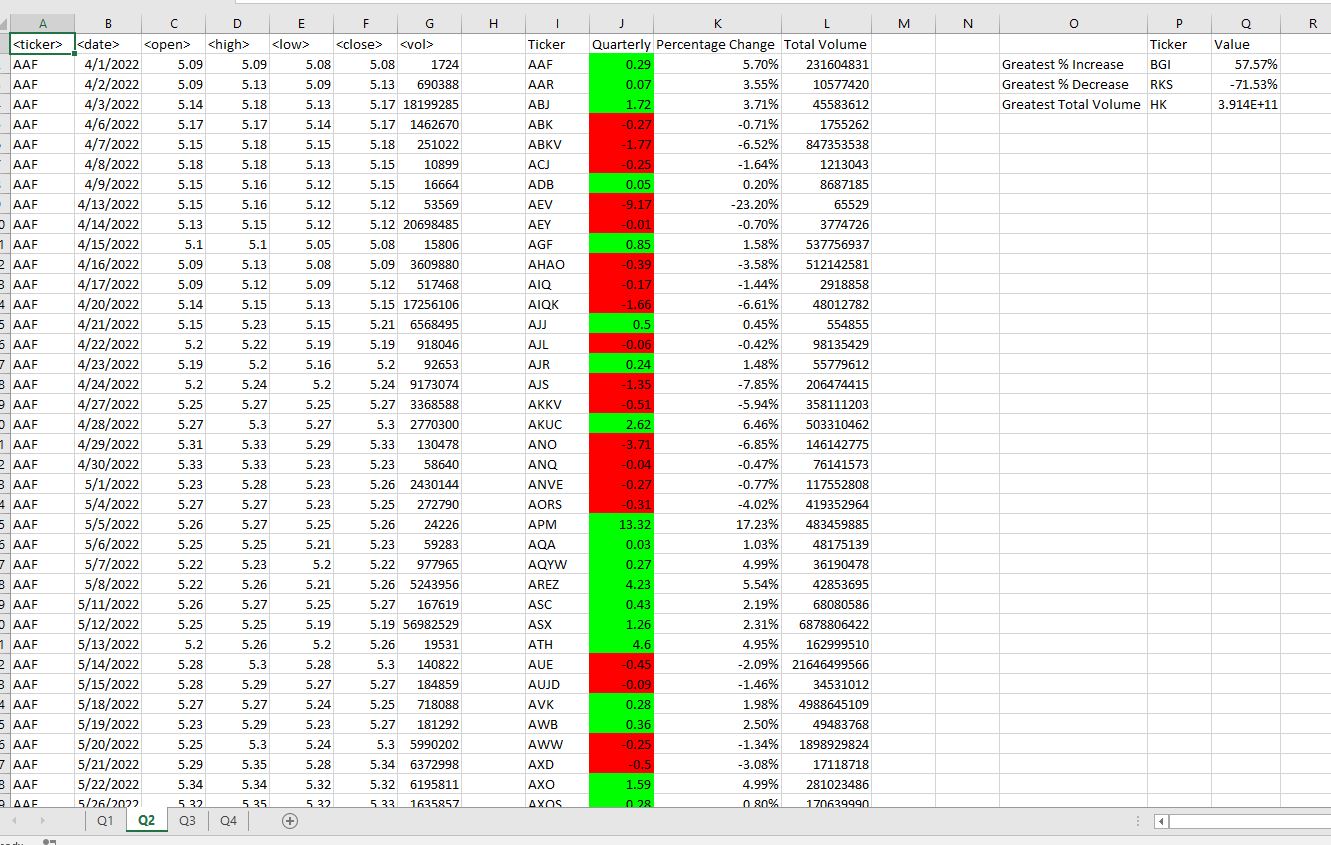 A B C D E F G H I J K L M N O P Q R
<ticker> <date> <open> <high> <low> <close> <vol> Ticker Quarterly Percentage Change Total Volume Ticker Value
AAF 4/1/2022 5.09 5.09 5.08 5.08 1724 AAF 0.29 5.70% 231604831 Greatest % Increase BGI 57.57%
AAF 4/2/2022 5.09 5.13 5.09 5.13 690388 AAR 0.07 3.55% 10577420 Greatest % Decrease RKS -71.53%
AAF 4/3/2022 5.14 5.18 5.13 5.17 18199285 ABJ 1.72 3.71% 45583612 Greatest Total Volume HK 3.914E+11
AAF 4/6/2022 5.17 5.17 5.14 5.17 1462670 ABK -0.27 -0.71% 1755262
AAF 4/7/2022 5.15 5.18 5.15 5.18 251022 ABKV -1.77 -6.52% 847353538
AAF 4/8/2022 5.18 5.18 5.13 5.15 10899 ACJ -0.25 -1.64% 1213043
AAF 4/9/2022 5.15 5.16 5.12 5.15 16664 ADB 0.05 0.20% 8687185
AAF 4/13/2022 5.15 5.16 5.12 5.12 53569 AEV -9.17 -23.20% 65529
AAF 4/14/2022 5.13 5.15 5.12 5.12 20698485 AEY -0.01 -0.70% 3774726
AAF 4/15/2022 5.1 5.1 5.05 5.08 15806 AGF 0.85 1.58% 537756937
AAF 4/16/2022 5.09 5.13 5.08 5.09 3609880 AHAO -0.39 -3.58% 512142581
AAF 4/17/2022 5.09 5.12 5.09 5.12 517468 AIQ -0.17 -1.44% 2918858
AAF 4/20/2022 5.14 5.15 5.13 5.15 17256106 AIQK -1.66 -6.61% 48012782
AAF 4/21/2022 5.15 5.23 5.15 5.21 6568495 AJJ 0.5 0.45% 554855
AAF 4/22/2022 5.2 5.22 5.19 5.19 918046 AJL -0.06 -0.42% 98135429
AAF 4/23/2022 5.19 5.2 5.16 5.2 92653 AJR 0.24 1.48% 55779612
AAF 4/24/2022 5.2 5.24 5.2 5.24 9173074 AJS -1.35 -7.85% 206474415
AAF 4/27/2022 5.25 5.27 5.25 5.27 3368588 AKKV -0.51 -5.94% 358111203
AAF 4/28/2022 5.27 5.3 5.27 5.3 2770300 AKUC 2.62 6.46% 503310462
AAF 4/29/2022 5.31 5.33 5.29 5.33 130478 ANO -3.71 -6.85% 146142775
AAF 4/30/2022 5.33 5.33 5.23 5.23 58640 ANQ -0.04 -0.47% 76141573
AAF 5/1/2022 5.23 5.28 5.23 5.26 2430144 ANVE -0.27 -0.77% 117552808
AAF 5/4/2022 5.27 5.27 5.23 5.25 272790 AORS -0.31 -4.02% 419352964
AAF 5/5/2022 5.26 5.27 5.25 5.26 24226 APM 13.32 17.23% 483459885
AAF 5/6/2022 5.25 5.25 5.21 5.23 59283 AQA 0.03 1.03% 48175139
AAF 5/7/2022 5.22 5.23 5.2 5.22 977965 AQYW 0.27 4.99% 36190478
AAF 5/8/2022 5.22 5.26 5.21 5.26 5243956 AREZ 4.23 5.54% 42853695
AAF 5/11/2022 5.26 5.27 5.25 5.27 167619 ASC 0.43 2.19% 68080586
AAF 5/12/2022 5.25 5.25 5.19 5.19 56982529 ASX 1.26 2.31% 6878806422
AAF 5/13/2022 5.2 5.26 5.2 5.26 19531 ATH 4.6 4.95% 162999510
AAF 5/14/2022 5.28 5.3 5.28 5.3 140822 AUE -0.45 -2.09% 21646499566
AAF 5/15/2022 5.28 5.29 5.27 5.27 184859 AUJD -0.09 -1.46% 34531012
AAF 5/18/2022 5.27 5.27 5.24 5.25 718088 AVK 0.28 1.98% 4988645109
AAF 5/19/2022 5.23 5.29 5.23 5.27 181292 AWB 0.36 2.50% 49483768
AAF 5/20/2022 5.25 5.3 5.24 5.3 5990202 AWW -0.25 -1.34% 1898929824
AAF 5/21/2022 5.29 5.35 5.28 5.34 6372998 AXD -0.5 -3.08% 17118718
AAF 5/22/2022 5.34 5.34 5.32 5.32 6195811 AXO 1.59 4.99% 281023486
AAF 5/26/2022 5.32 5.35 5.32 5.33 1635857 AXOS 0.28 0.80% 170639990
Q1 Q2 Q3 Q4